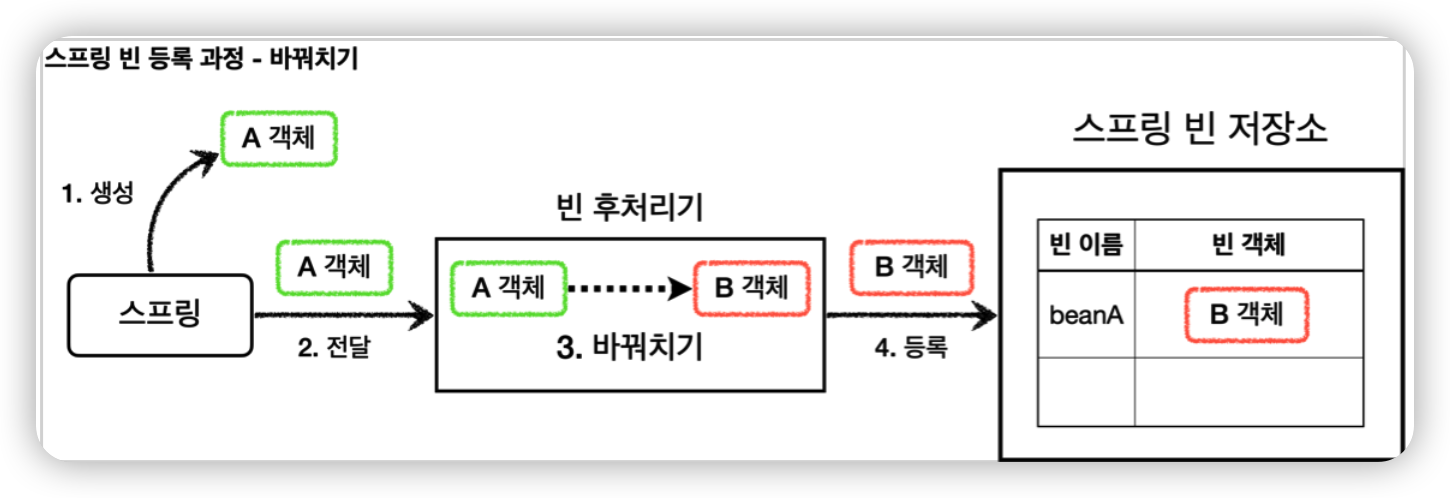 스프링 빈 등록 과정 - 바꿔치기
A 객체
1. 생성
스프링
A 객체
2. 전달
빈 후처리기
A 객체
B 객체
3. 바꿔치기
B 객체
4. 등록
스프링 빈 저장소
빈 이름 빈 객체
beanA B 객체